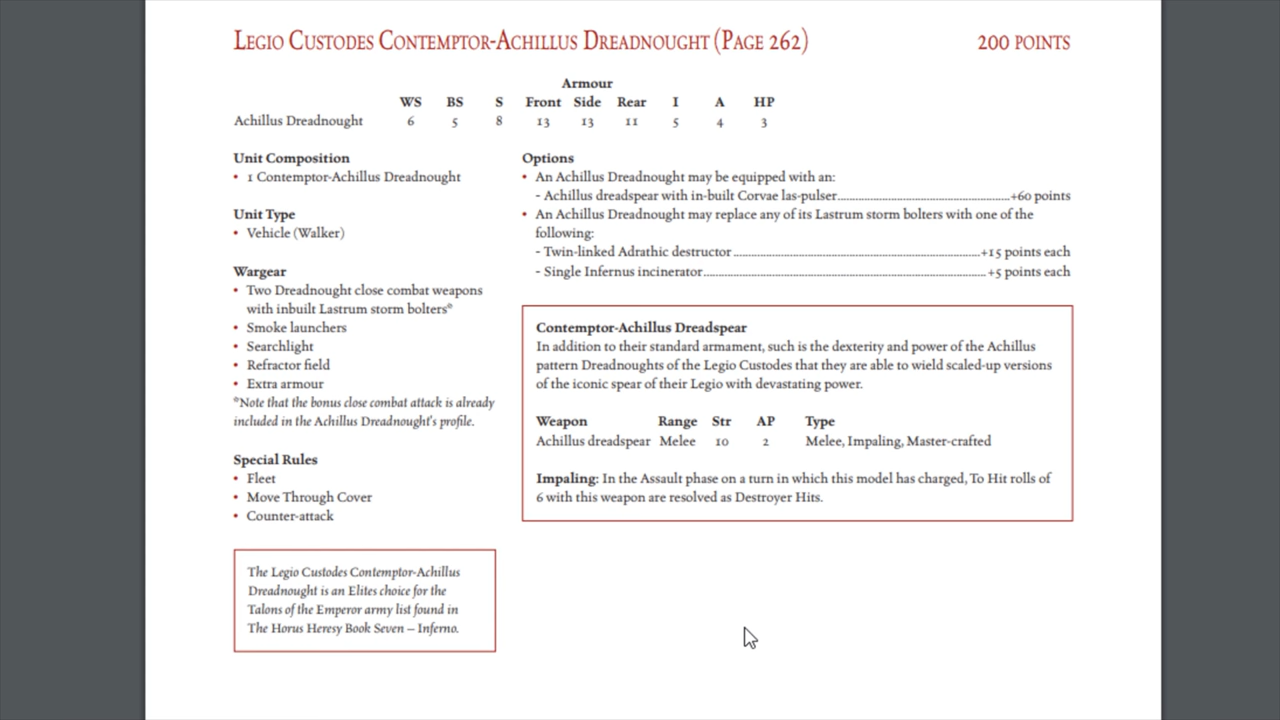 Legio Custodes Contemptor-Achillus Dreadnought (Page 262) 200 points
Armour
WS BS S Front Side Rear I A HP
Achillus Dreadnought 6 5 8 13 13 11 5 4 3
Unit Composition
• 1 Contemptor-Achillus Dreadnought
Unit Type
• Vehicle (Walker)
Wargear
• Two Dreadnought close combat weapons
with inbuilt Lastrum storm bolters*
• Smoke launchers
• Searchlight
• Refractor field
• Extra armour
*Note that the bonus close combat attack is already
included in the Achillus Dreadnought's profile.
Special Rules
• Fleet
• Move Through Cover
• Counter-attack
The Legio Custodes Contemptor-Achillus
Dreadnought is an Elites choice for the
Talons of the Emperor army list found in
The Horus Heresy Book Seven – Inferno.
Options
• An Achillus Dreadnought may be equipped with an:
- Achillus dreadspear with in-built Corvae las-pulser....................+60 points
• An Achillus Dreadnought may replace any of its Lastrum storm bolters with one of the
following:
- Twin-linked Adrathic destructor....................+15 points each
- Single Infernus incinerator....................+5 points each
Contemptor-Achillus Dreadspear
In addition to their standard armament, such is the dexterity and power of the Achillus
pattern Dreadnoughts of the Legio Custodes that they are able to wield scaled-up versions
of the iconic spear of their Legio with devastating power.
Weapon Range Str AP Type
Achillus dreadspear Melee 10 2 Melee, Impaling, Master-crafted
Impaling: In the Assault phase on a turn in which this model has charged, To Hit rolls of
6 with this weapon are resolved as Destroyer Hits.